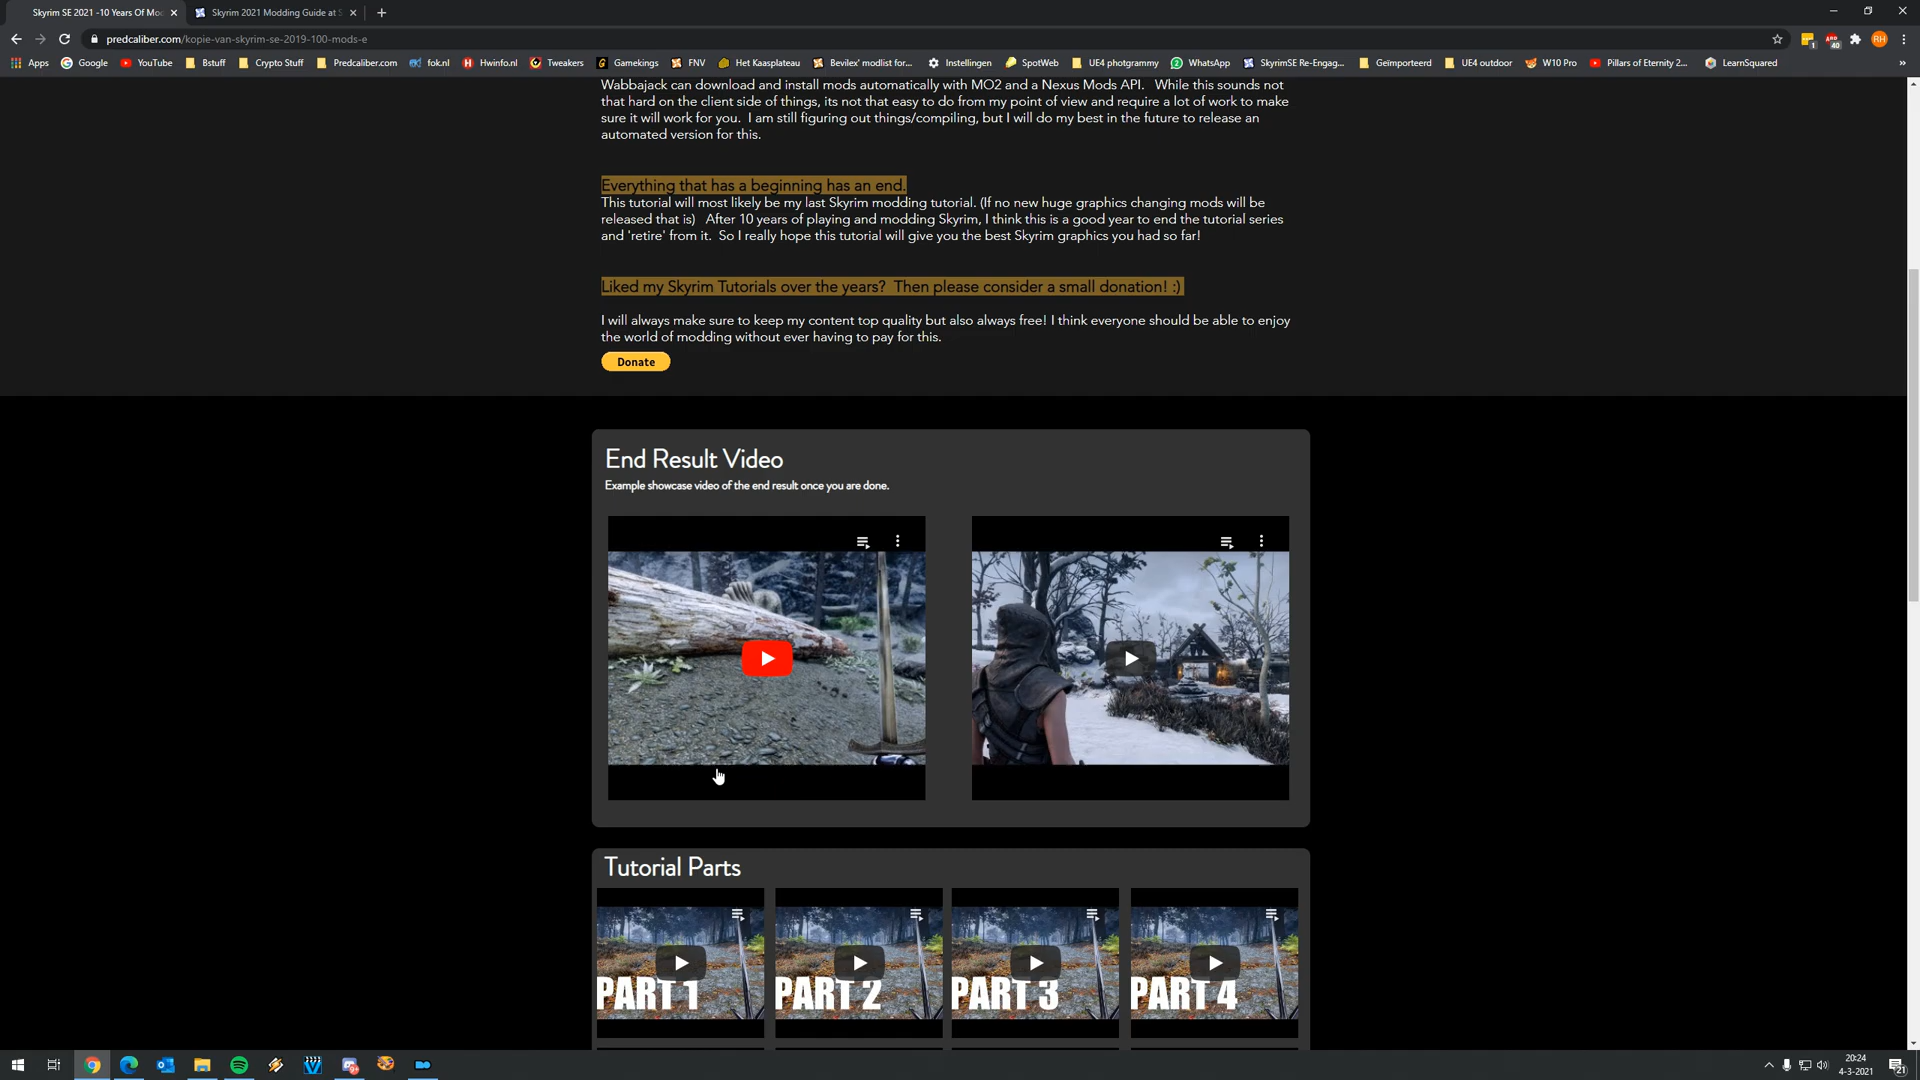 Skyrim SE 2021 -10 Years Of Mo
Skyrim 2021 Modding Guide at S
predcaliber.com/kopie-van-skyrim-se-2019-100-mods-e
Apps
Google
YouTube
Bstuff
Crypto Stuff
Predcaliber.com
fok.nl
Hwinfo.nl
Tweakers
Gamekings
FNV
Het Kaasplateau
Bevilex' modlist for...
Instellingen
SpotWeb
UE4 photgrammy
WhatsApp
SkyrimSE Re-Engag...
Geïmporteerd
UE4 outdoor
W10 Pro
Pillars of Eternity 2...
LearnSquared
Wabbajack can download and install mods automatically with MO2 and a Nexus Mods API. While this sounds not
that hard on the client side of things, its not that easy to do from my point of view and require a lot of work to make
sure it will work for you. I am still figuring out things/compiling, but I will do my best in the future to release an
automated version for this.
Everything that has a beginning has an end.
This tutorial will most likely be my last Skyrim modding tutorial. (If no new huge graphics changing mods will be
released that is) After 10 years of playing and modding Skyrim, I think this is a good year to end the tutorial series
and 'retire' from it. So I really hope this tutorial will give you the best Skyrim graphics you had so far!
Liked my Skyrim Tutorials over the years? Then please consider a small donation! :)
I will always make sure to keep my content top quality but also always free! I think everyone should be able to enjoy
the world of modding without ever having to pay for this.
Donate
End Result Video
Example showcase video of the end result once you are done.
Tutorial Parts
PART 1
PART 2
PART 3
PART 4
20:24
4-3-2021
21